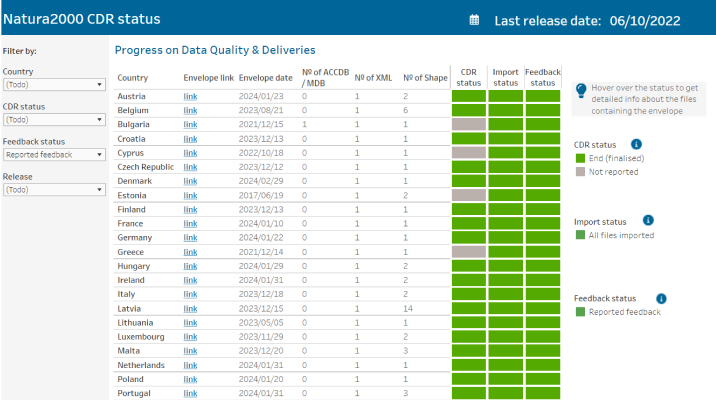 Natura2000 CDR status
Last release date: 06/10/2022
Filter by:
Country
(Todo)
CDR status
(Todo)
Feedback status
Reported feedback
Release
(Todo)
Progress on Data Quality & Deliveries
Country Envelope link Envelope date Nº of ACCDB / MDB Nº of XML Nº of Shape CDR status Import status Feedback status
Austria link 2024/01/23 0 1 2
Belgium link 2023/08/21 0 1 6
Bulgaria link 2021/12/15 1 1 1
Croatia link 2023/12/13 0 1 1
Cyprus link 2022/10/18 0 1 1
Czech Republic link 2023/12/12 0 1 1
Denmark link 2024/02/29 0 1 1
Estonia link 2017/06/19 0 1 2
Finland link 2023/12/13 0 1 1
France link 2024/01/10 0 1 1
Germany link 2024/01/22 0 1 1
Greece link 2021/12/14 0 1 1
Hungary link 2024/01/29 0 1 2
Ireland link 2024/01/31 0 1 2
Italy link 2023/12/18 0 1 2
Latvia link 2023/12/15 0 1 14
Lithuania link 2023/05/05 0 1 1
Luxembourg link 2023/11/29 0 1 2
Malta link 2023/12/20 0 1 3
Netherlands link 2024/01/31 0 1 1
Poland link 2024/01/20 0 1 1
Portugal link 2024/01/31 0 1 3
Hover over the status to get
detailed info about the files
containing the envelope
CDR status
End (finalised)
Not reported
Import status
All files imported
Feedback status
Reported feedback